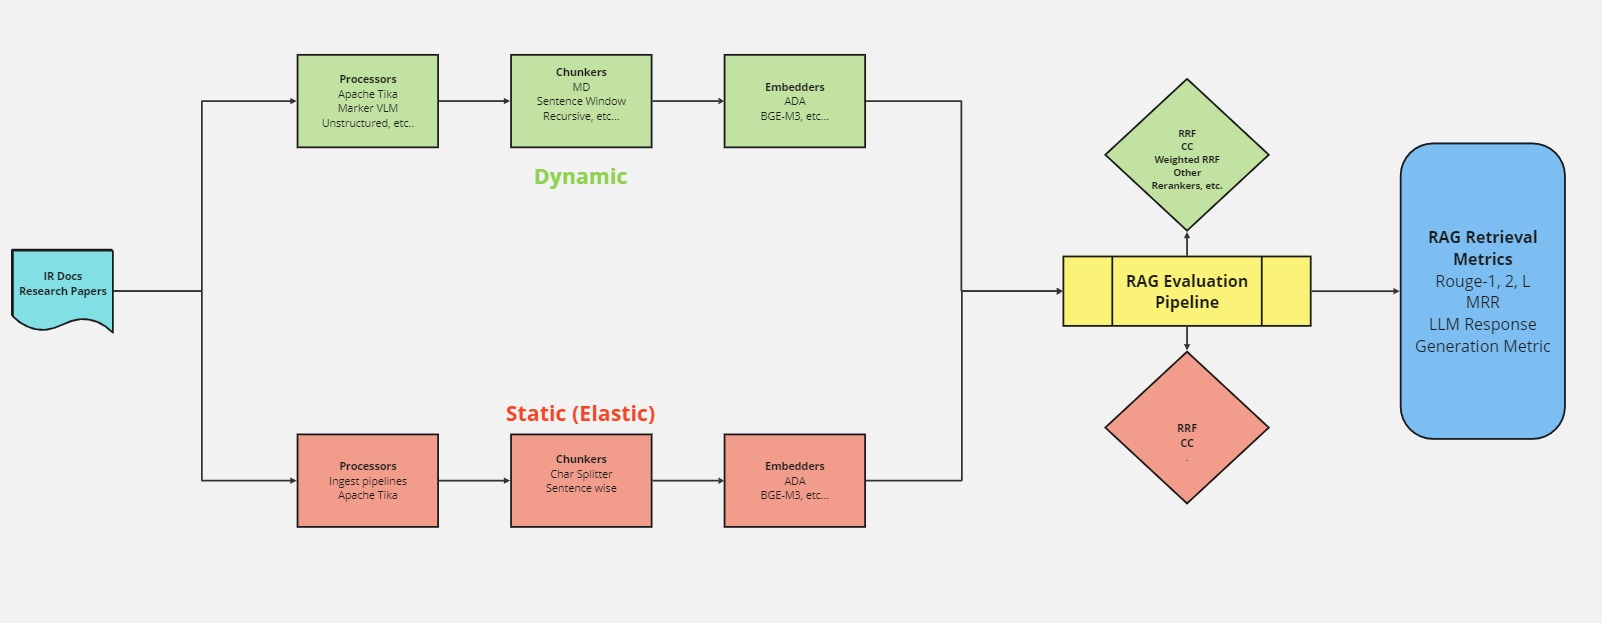 IR Docs
Research Papers
Processors
Apache Tika
Marker VLM
Unstructured, etc..
Chunkers
MD
Sentence Window
Recursive, etc...
Embedders
ADA
BGE-M3, etc...
Dynamic
Static (Elastic)
Processors
Ingest pipelines
Apache Tika
Chunkers
Char Splitter
Sentence wise
Embedders
ADA
BGE-M3, etc...
RRF
CC
Weighted RRF
Other
Rerankers, etc.
RAG Evaluation
Pipeline
RRF
CC
.
RAG Retrieval
Metrics
Rouge-1, 2, L
MRR
LLM Response
Generation Metric